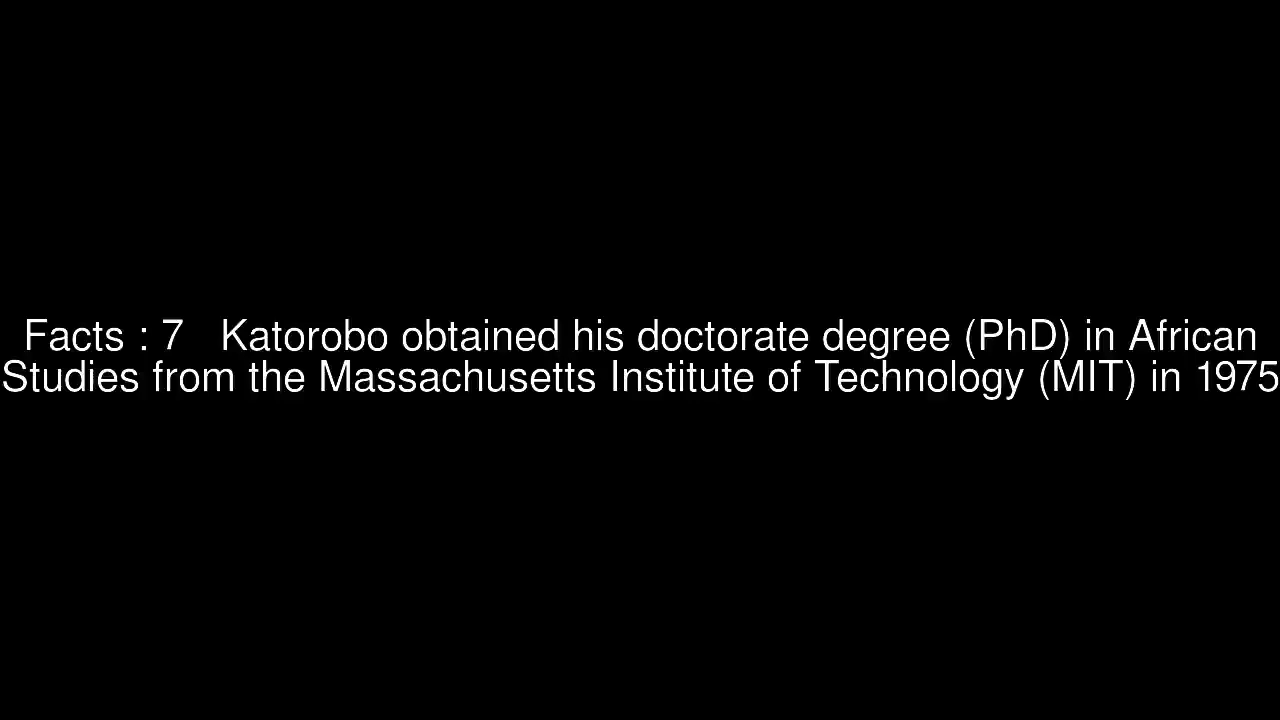 Facts : 7   Katorobo obtained his doctorate degree (PhD) in African
Studies from the Massachusetts Institute of Technology (MIT) in 1975